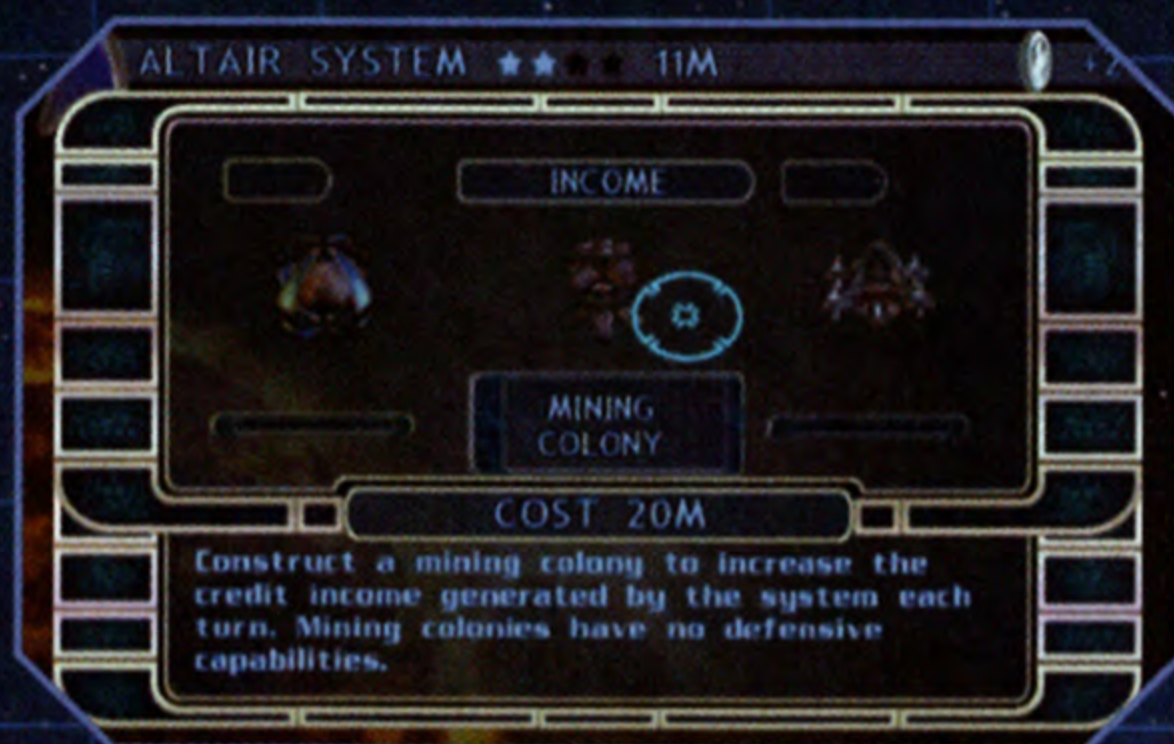 ALTAIR SYSTEM 11M +2
INCOME
MINING
COLONY
COST 20M
Construct a mining colony to increase the
credit income generated by the system each
turn. Mining colonies have no defensive
capabilities.